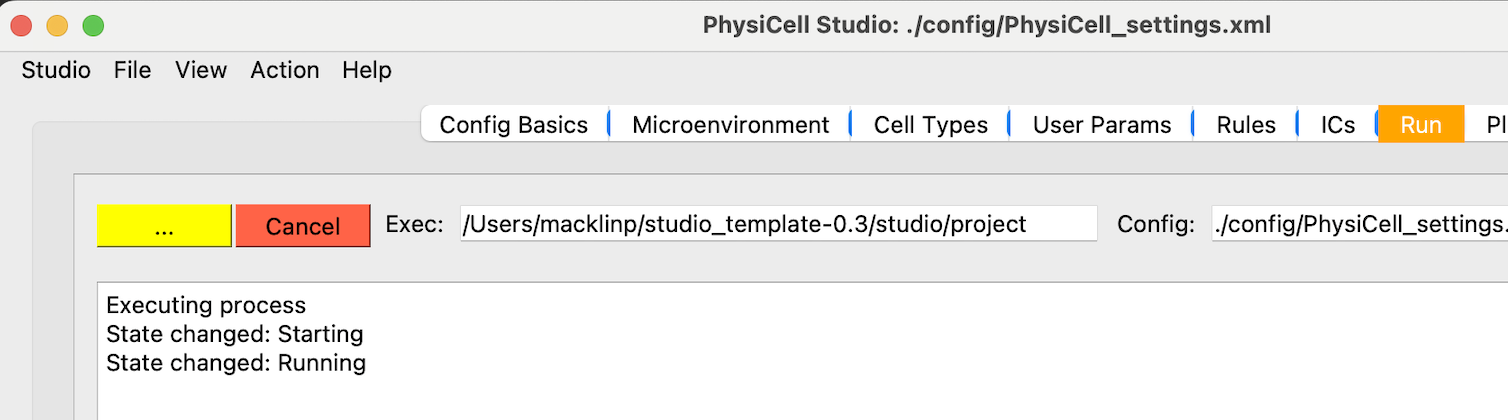 PhysiCell Studio: ./config/PhysiCell_settings.xml
Studio File View Action Help
Config Basics Microenvironment Cell Types User Params Rules ICs Run Pl
... Cancel Exec: /Users/macklinp/studio_template-0.3/studio/project Config: ./config/PhysiCell_settings.
Executing process
State changed: Starting
State changed: Running